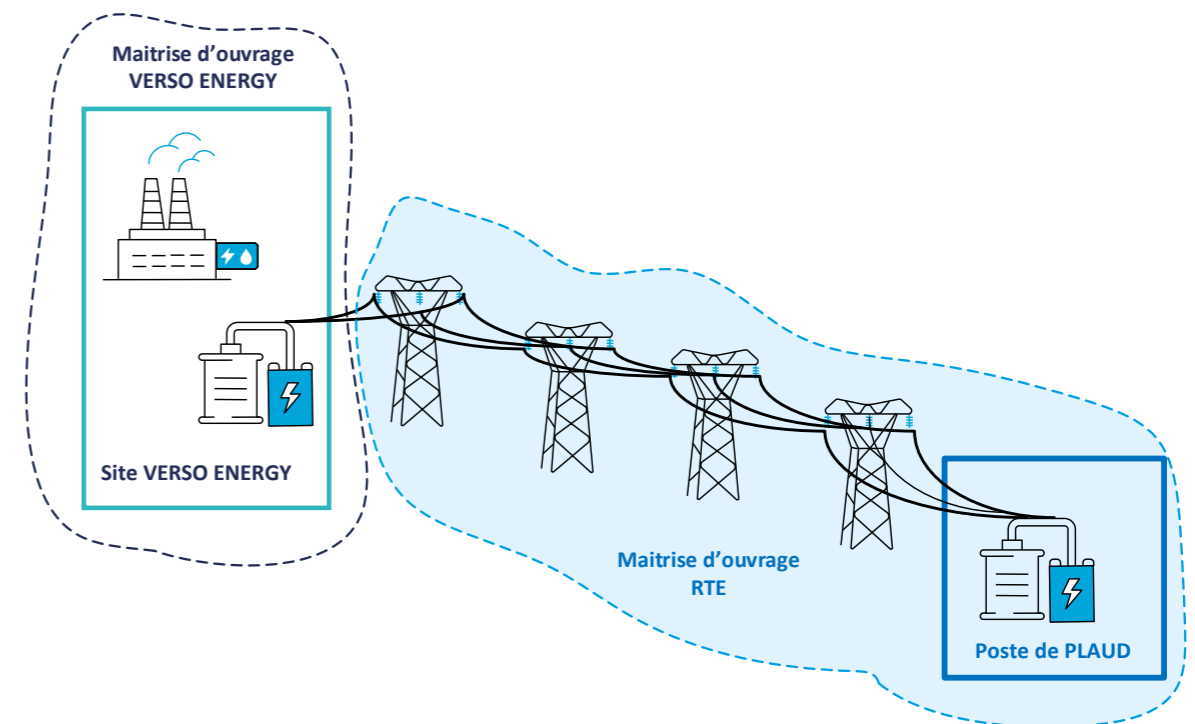 Maitrise d'ouvrage
VERSO ENERGY
Site VERSO ENERGY
Maitrise d'ouvrage
RTE
Poste de PLAUD